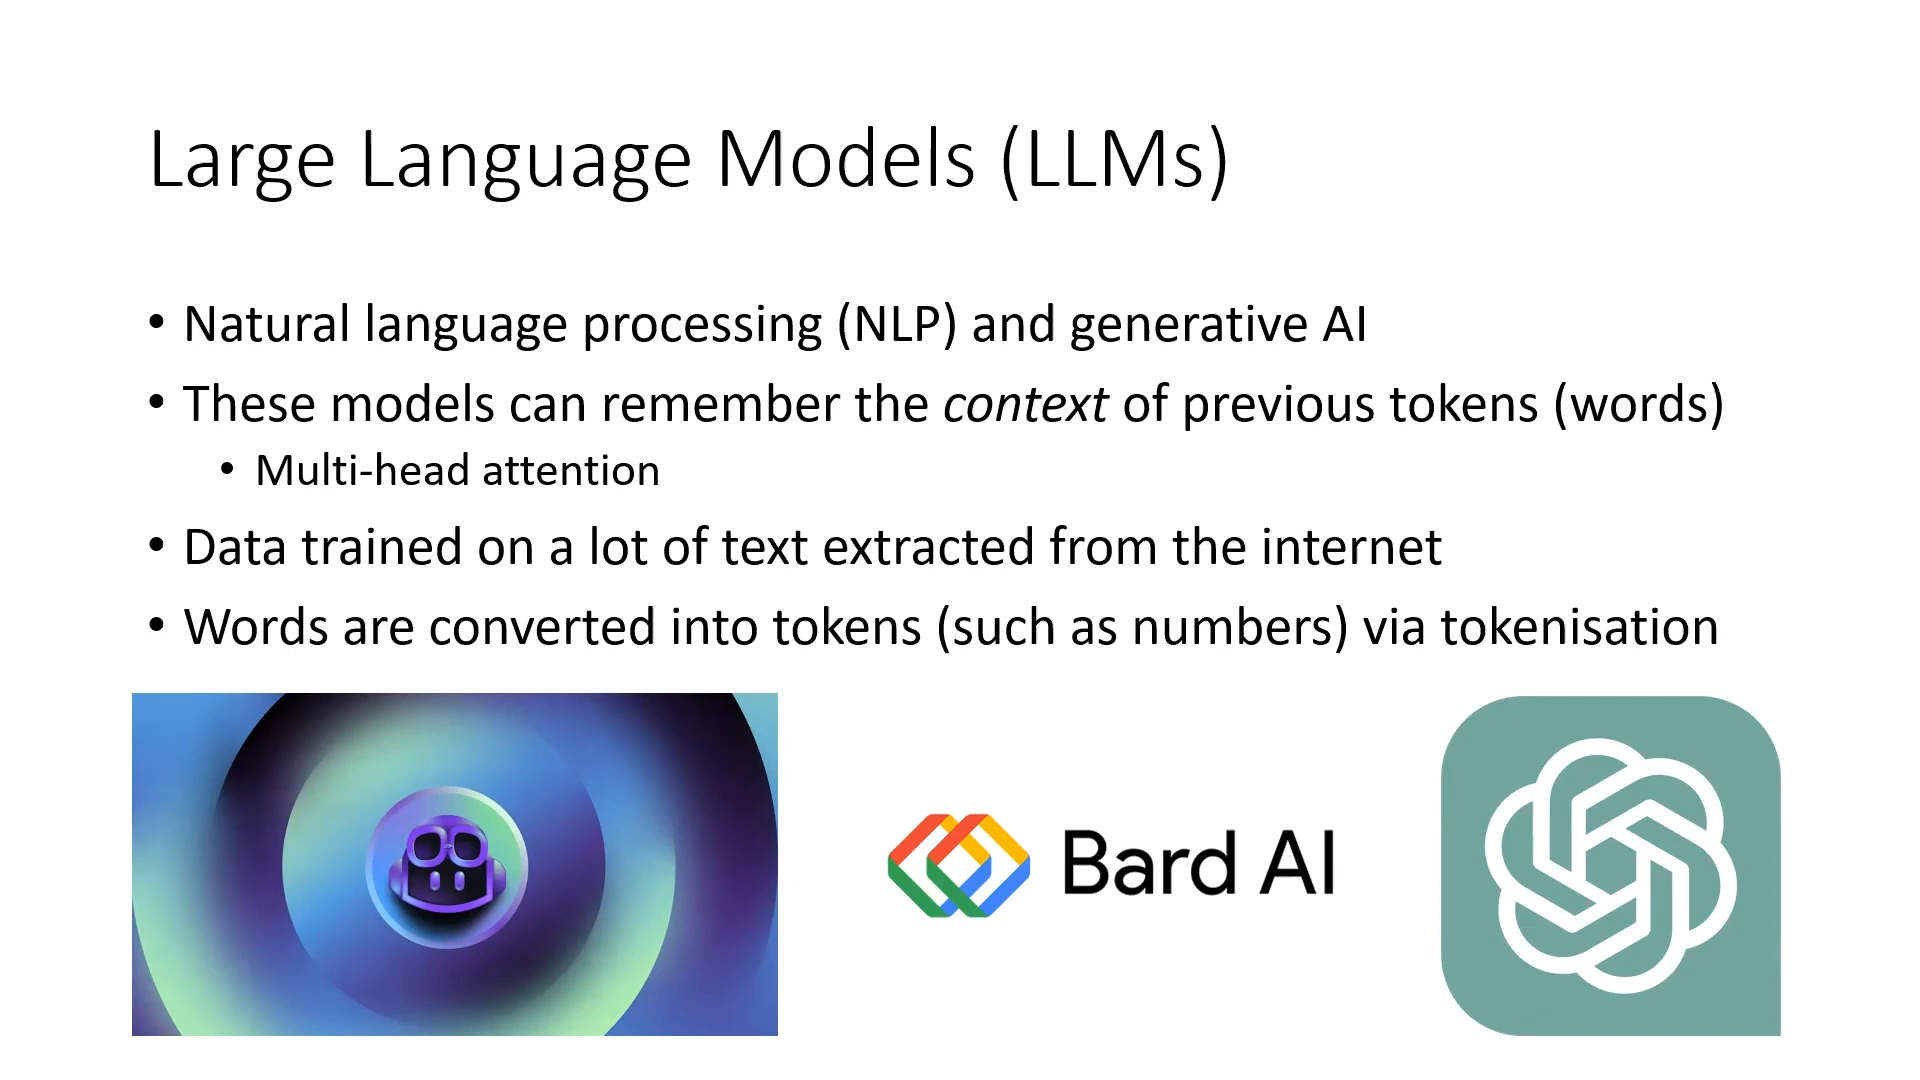 Large Language Models (LLMs)
• Natural language processing (NLP) and generative AI
• These models can remember the context of previous tokens (words)
• Multi-head attention
• Data trained on a lot of text extracted from the internet
• Words are converted into tokens (such as numbers) via tokenisation
Bard AI